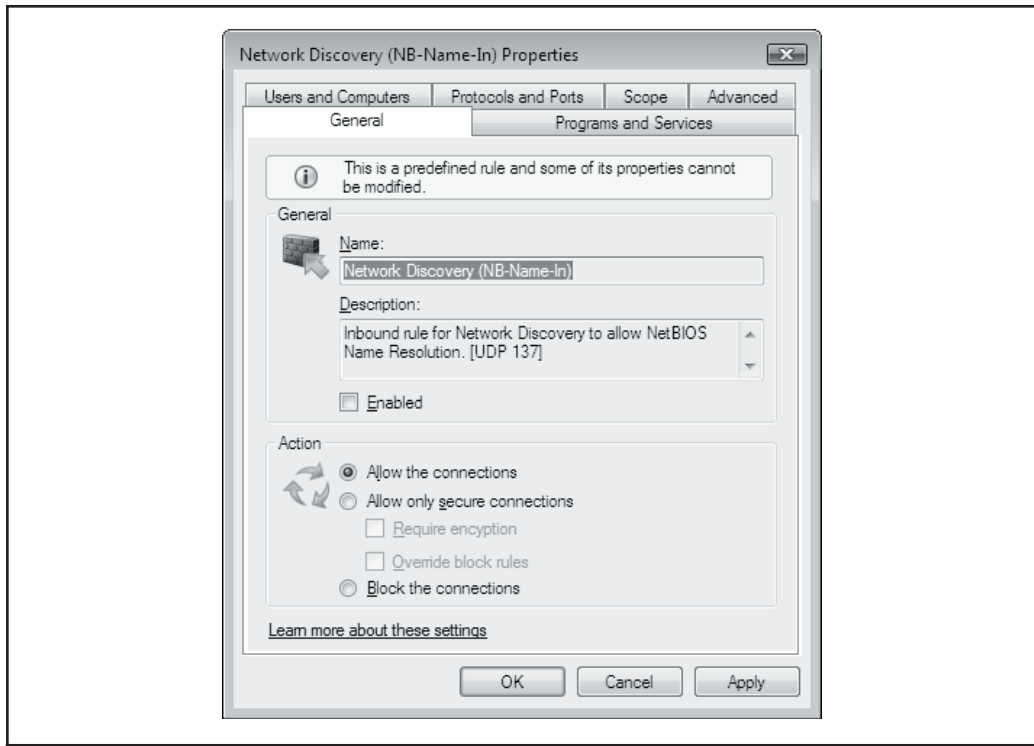 Network Discovery (NB-Name-In) Properties
Users and Computers
Protocols and Ports
Scope
Advanced
General
Programs and Services
This is a predefined rule and some of its properties cannot
be modified.
General
Name:
Network Discovery (NB-Name-In)
Description:
Inbound rule for Network Discovery to allow NetBIOS
Name Resolution. [UDP 137]
Enabled
Action
Allow the connections
Allow only secure connections
Require encyption
Override block rules
Block the connections
Learn more about these settings
OK
Cancel
Apply